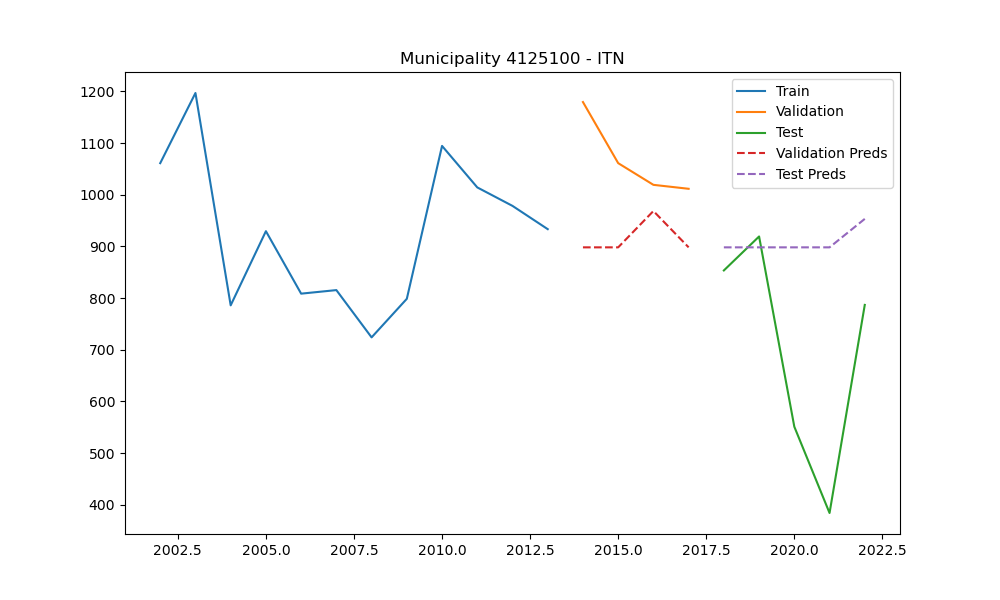 Municipality 4125100 - ITN
Train
Validation
Test
Validation Preds
Test Preds
1200
1100
1000
900
800
700
600
500
400
2002.5 2005.0 2007.5 2010.0 2012.5 2015.0 2017.5 2020.0 2022.5